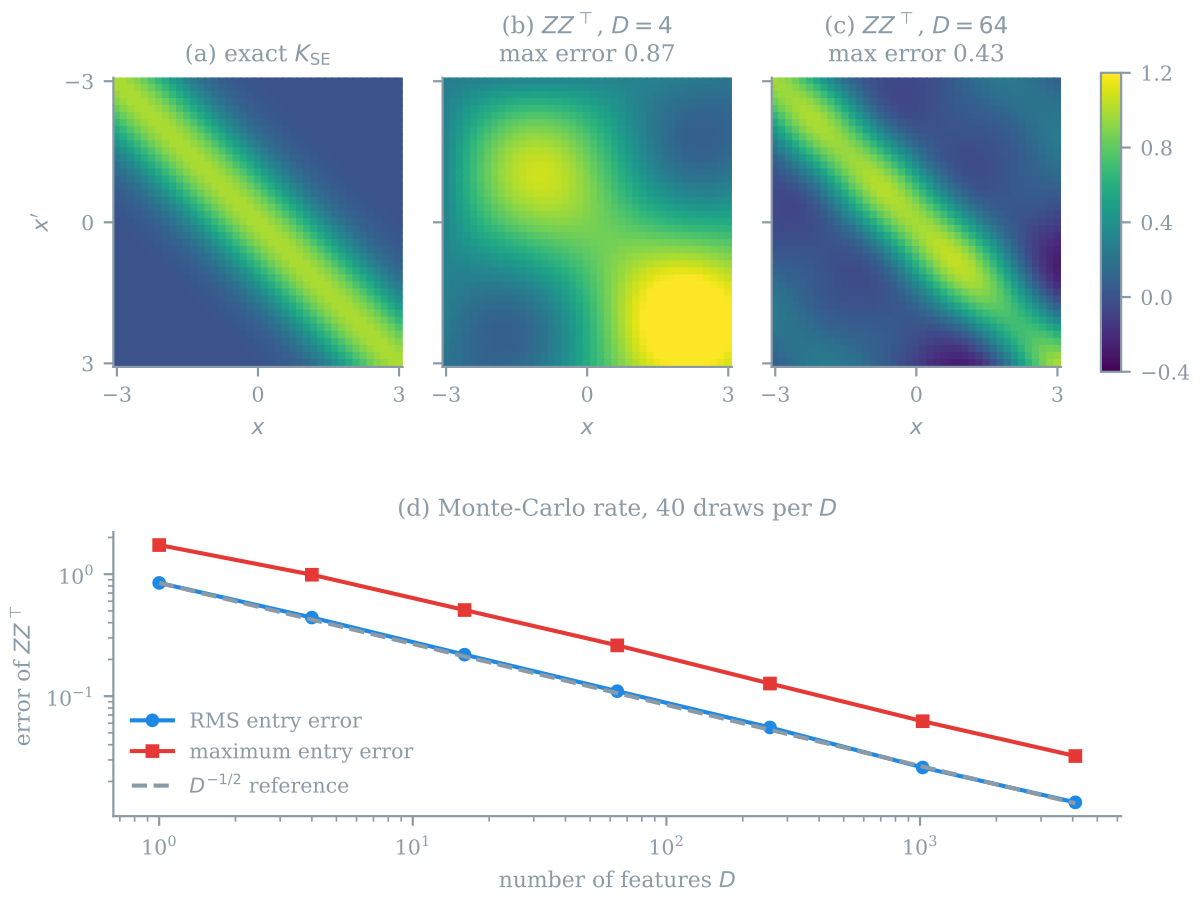 (a) exact K_SE
(b) ZZ^⊤, D = 4
max error 0.87
(c) ZZ^⊤, D = 64
max error 0.43
−3
0
3
x′
−3 0 3
x
−3 0 3
x
−3 0 3
x
1.2
0.8
0.4
0.0
−0.4
(d) Monte-Carlo rate, 40 draws per D
error of ZZ^⊤
10^0
10^−1
RMS entry error
maximum entry error
D^−1/2 reference
10^0 10^1 10^2 10^3
number of features D